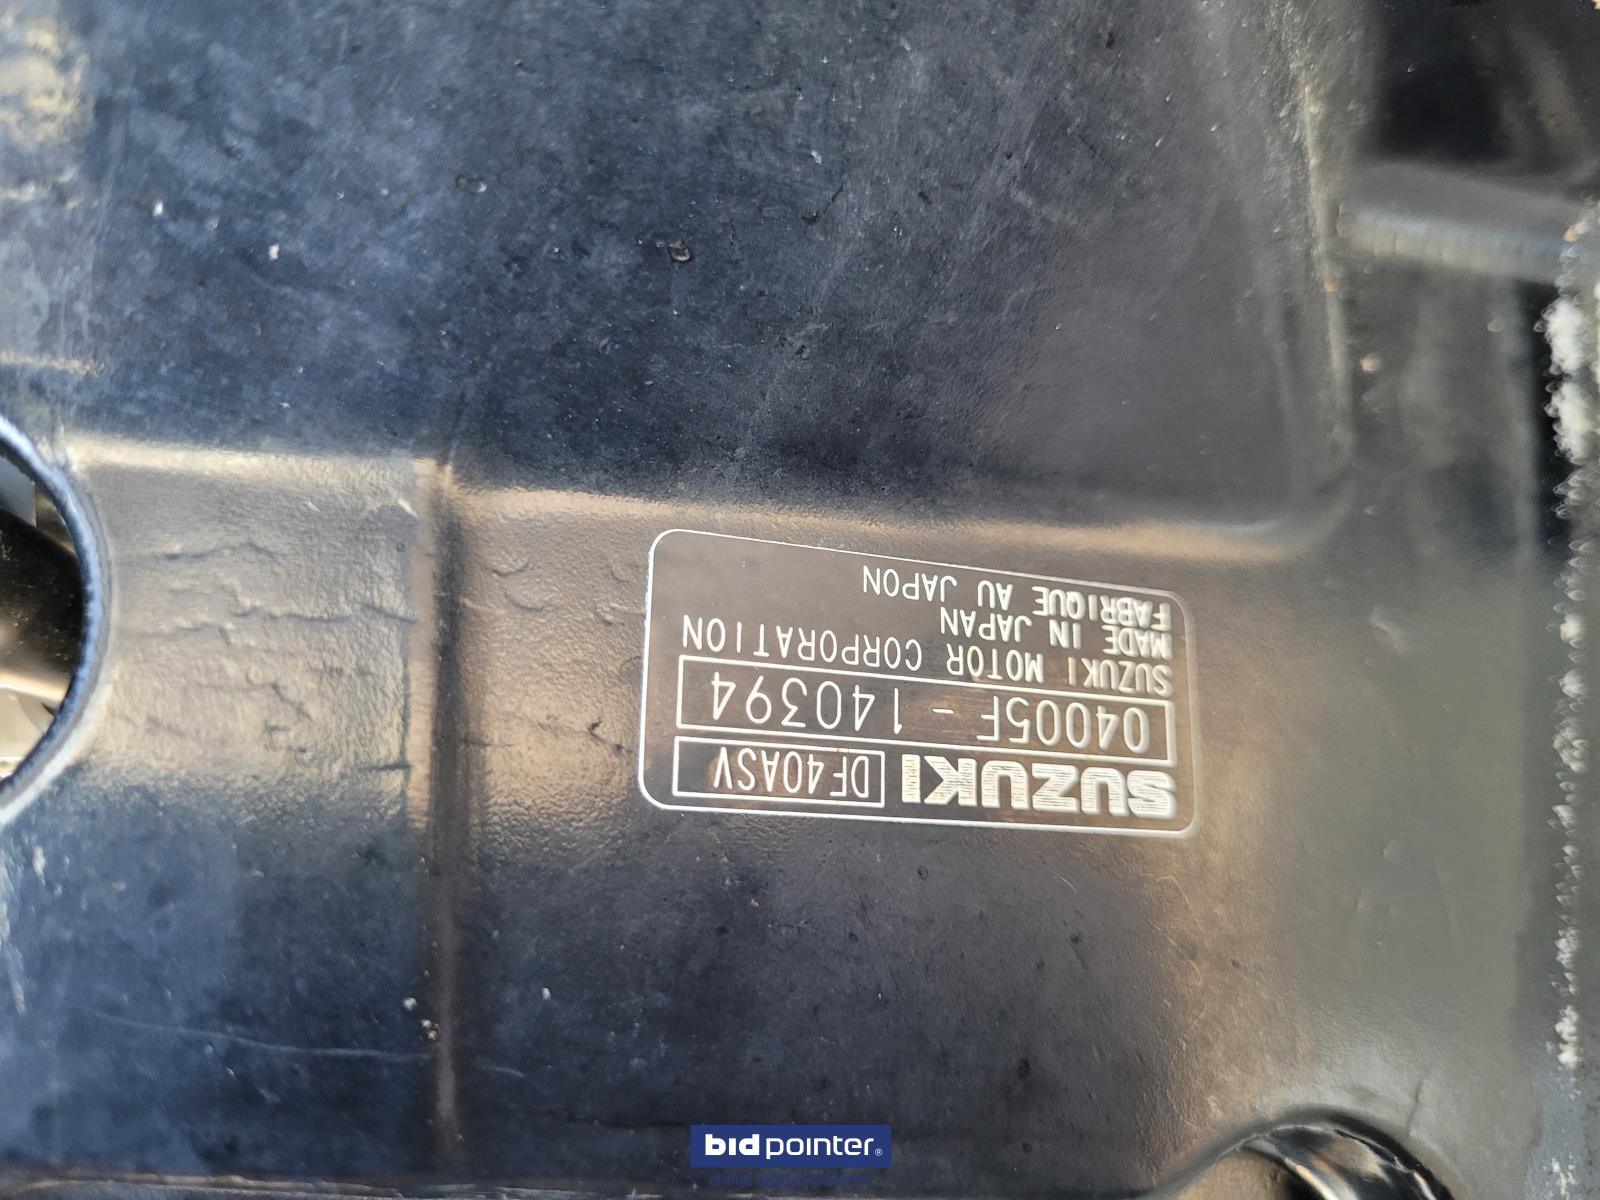 SUZUKI DF40ASV
04005F - 140394
SUZUKI MOTOR CORPORATION
MADE IN JAPAN
FABRIQUE AU JAPON
bidpointer®